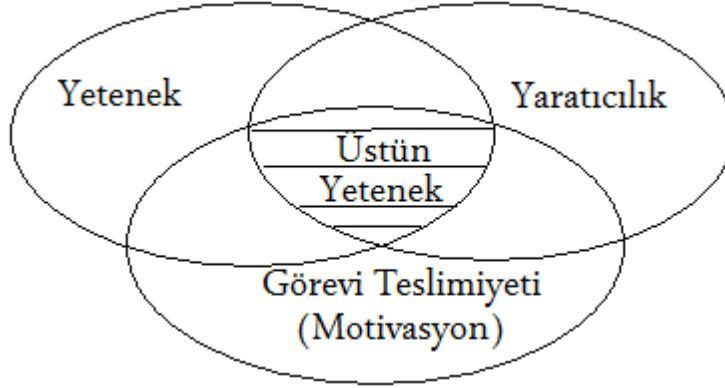 Yetenek
Yaratıcılık
Üstün
Yetenek
Görevi Teslimiyeti
(Motivasyon)